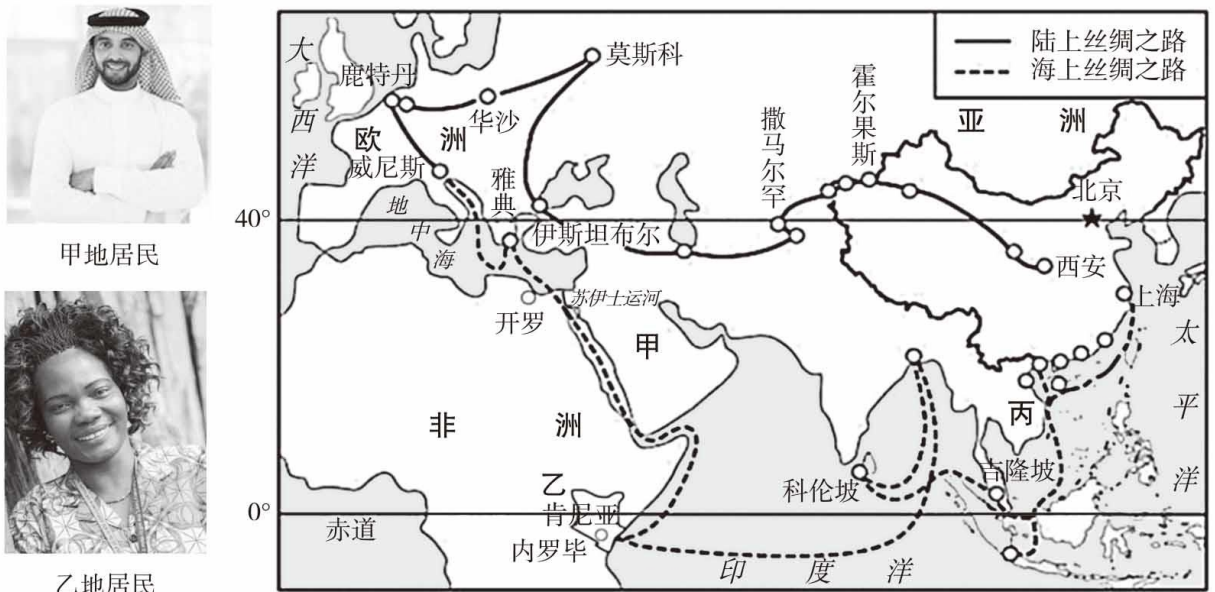 甲地居民
乙地居民
陆上丝绸之路
海上丝绸之路
大西洋
鹿特丹
莫斯科
华沙
欧洲
威尼斯
雅典
地中海
伊斯坦布尔
撒马尔罕
霍尔果斯
亚洲
北京
40°
西安
上海
苏伊士运河
开罗
甲
太平洋
非洲
丙
乙
肯尼亚
科伦坡
吉隆坡
0°
赤道
内罗毕
印度洋